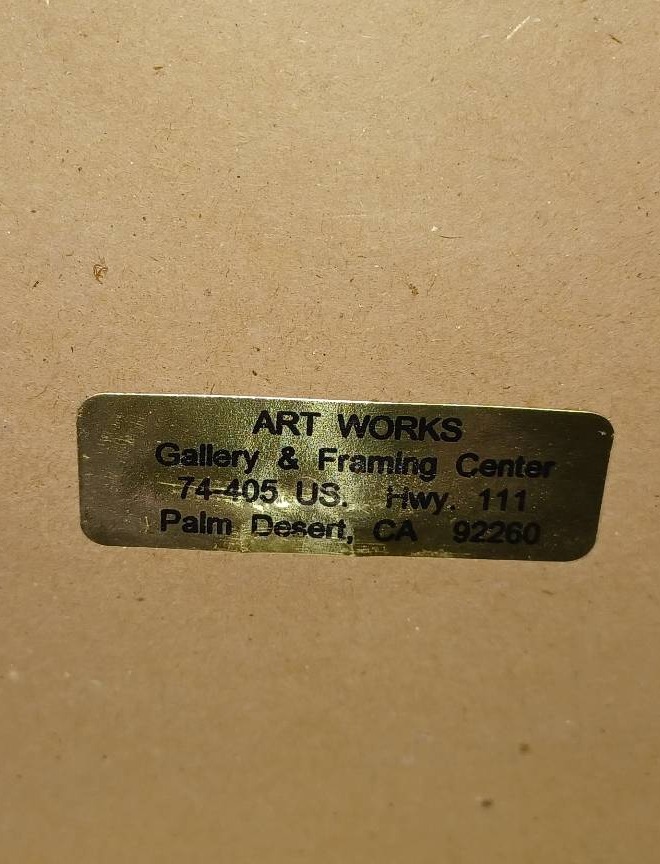 ART WORKS
Gallery & Framing Center
74-405 US. Hwy. 111
Palm Desert, CA 92260